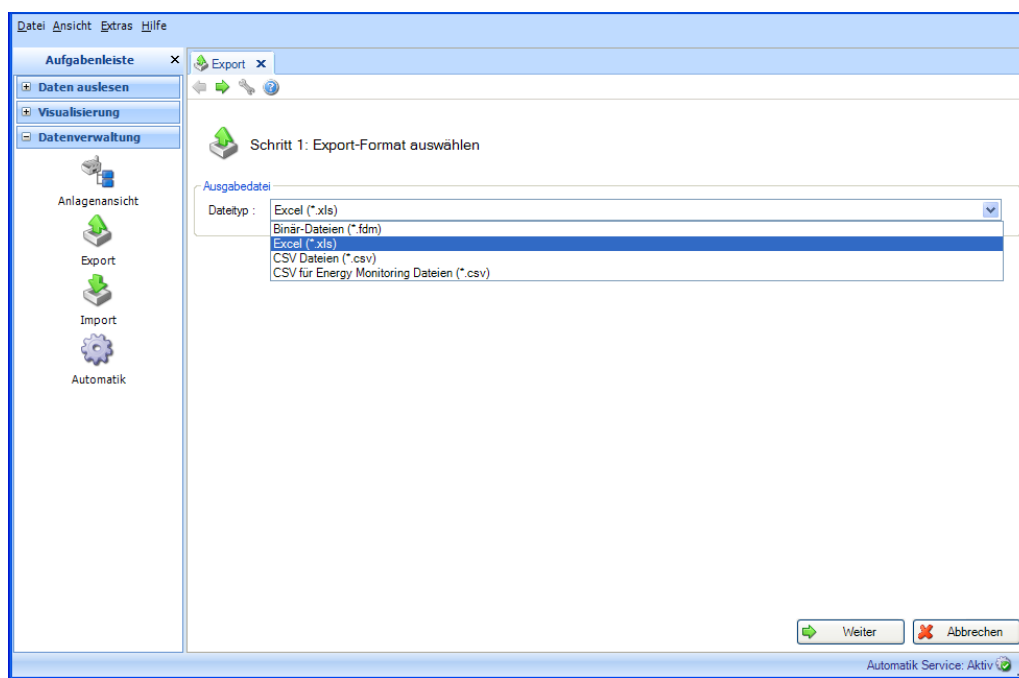 Datei Ansicht Extras Hilfe
Aufgabenleiste
Daten auslesen
Visualisierung
Datenverwaltung
Anlagenansicht
Export
Import
Automatik
Export
Schritt 1: Export-Format auswählen
Ausgabedatei
Dateityp : Excel (*.xls)
Binär-Dateien (*.fdm)
Excel (*.xls)
CSV Dateien (*.csv)
CSV für Energy Monitoring Dateien (*.csv)
Weiter Abbrechen
Automatik Service: Aktiv